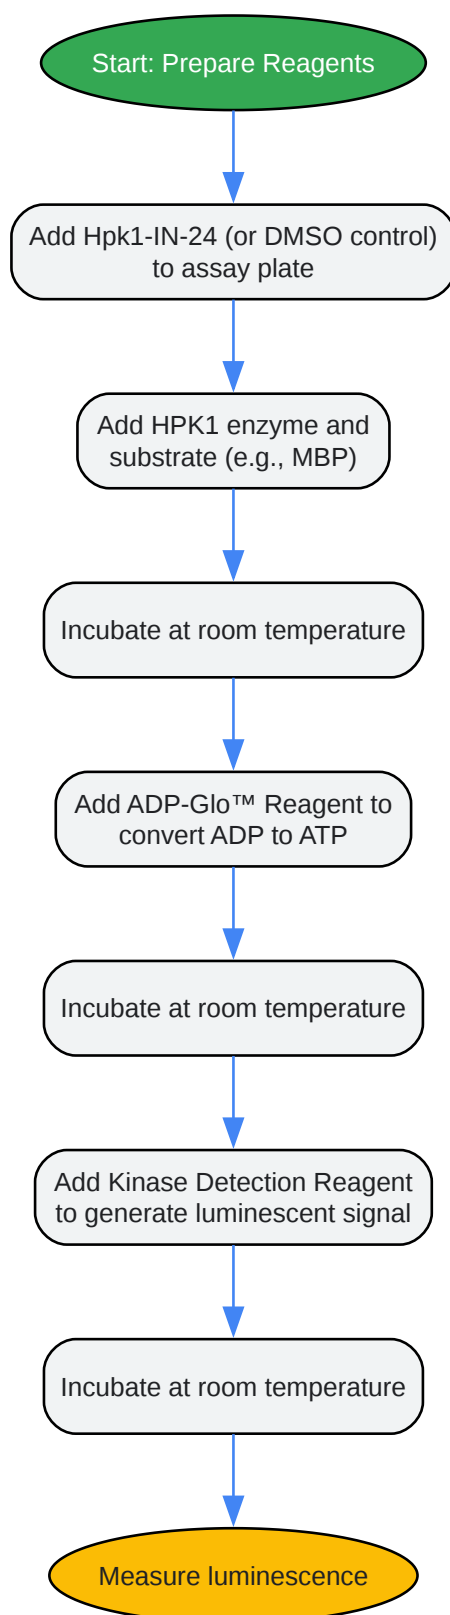 Start: Prepare Reagents
Add Hpk1-IN-24 (or DMSO control)
to assay plate
Add HPK1 enzyme and
substrate (e.g., MBP)
Incubate at room temperature
Add ADP-Glo™ Reagent to
convert ADP to ATP
Incubate at room temperature
Add Kinase Detection Reagent
to generate luminescent signal
Incubate at room temperature
Measure luminescence